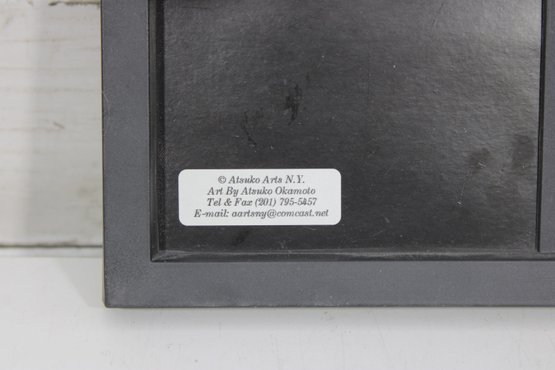 © Atsuko Arts N.Y.
Art By Atsuko Okamoto
Tel & Fax (201) 795-5457
E-mail: aartsny@comcast.net